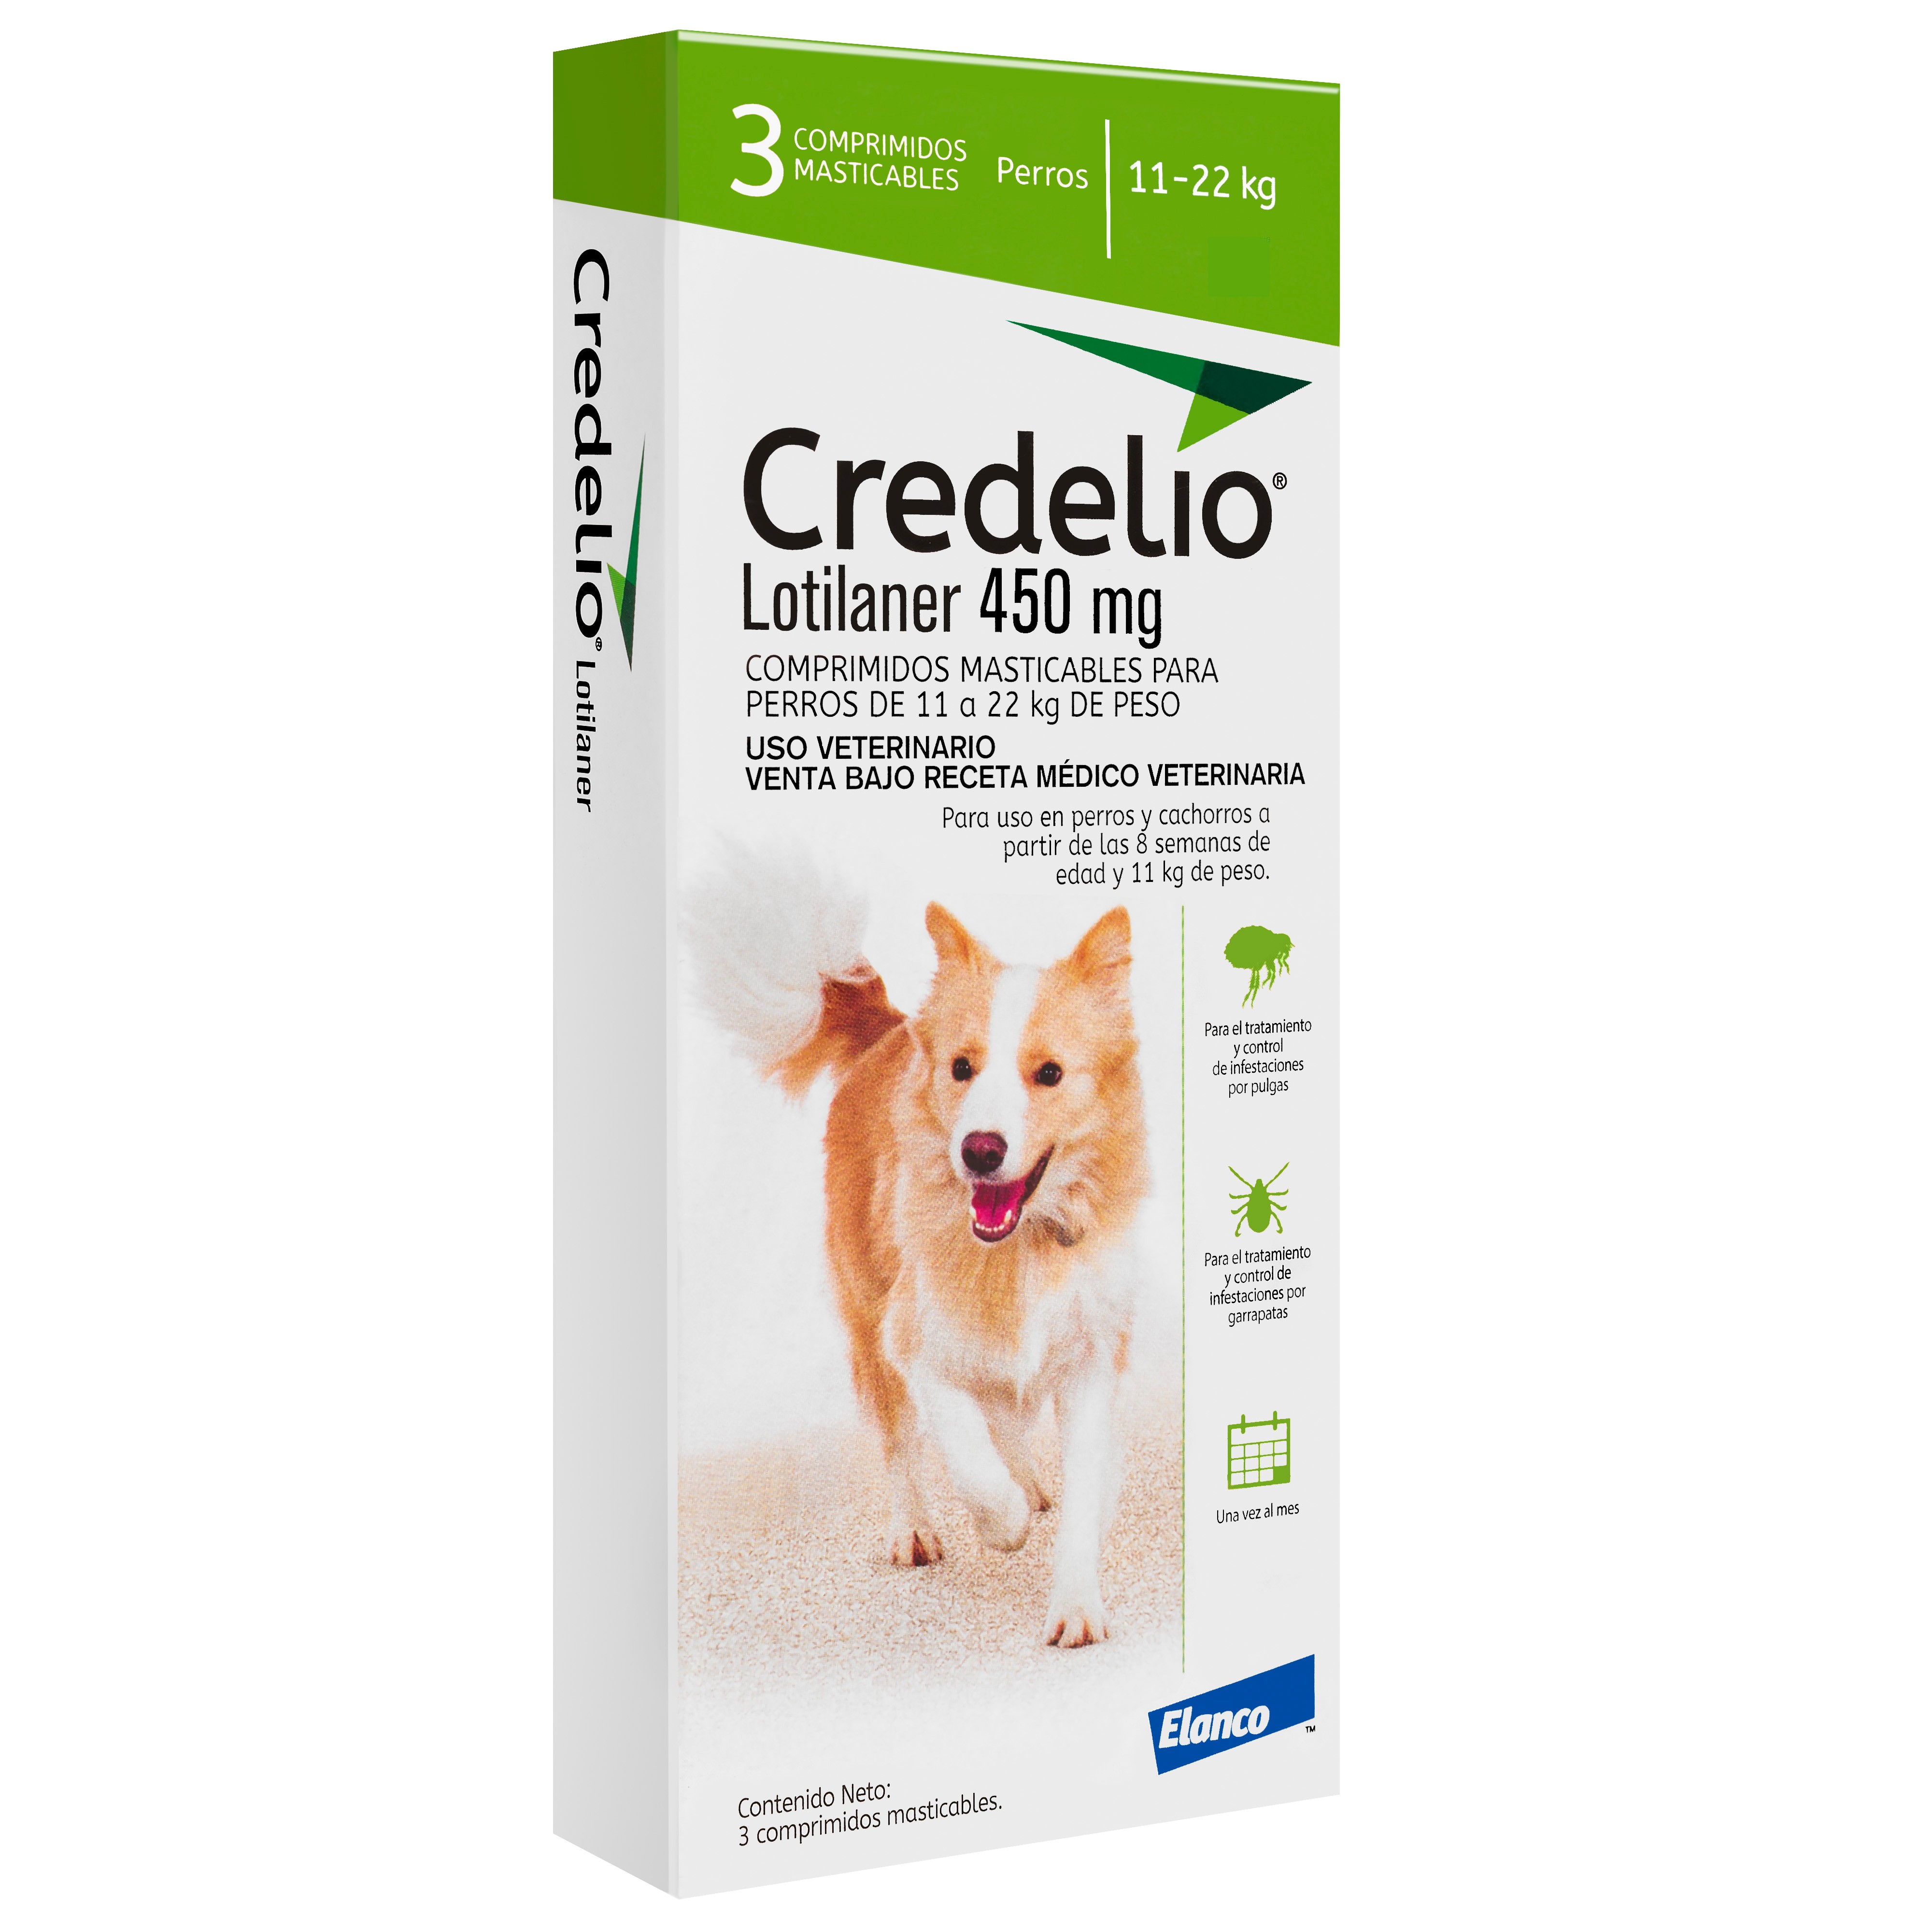 3 COMPRIMIDOS
MASTICABLES
Perros
11-22 kg
Credelio® Lotilaner
Credelio®
Lotilaner 450 mg
COMPRIMIDOS MASTICABLES PARA
PERROS DE 11 a 22 kg DE PESO
USO VETERINARIO
VENTA BAJO RECETA MÉDICO VETERINARIA
Para uso en perros y cachorros a
partir de las 8 semanas de
edad y 11 kg de peso.
Para el tratamiento
y control
de infestaciones
por pulgas
Para el tratamiento
y control de
infestaciones por
garrapatas
Una vez al mes
Elanco™
Contenido Neto:
3 comprimidos masticables.